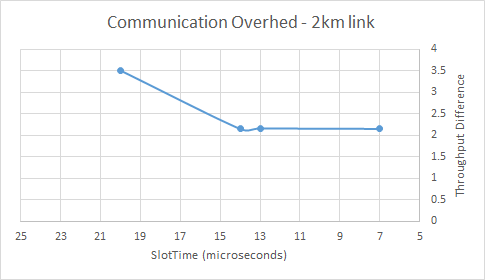 Communication Overhed - 2km link
4
3.5
3
2.5
2
1.5
1
0.5
0
Throughput Difference
25 23 21 19 17 15 13 11 9 7 5
SlotTime (microseconds)